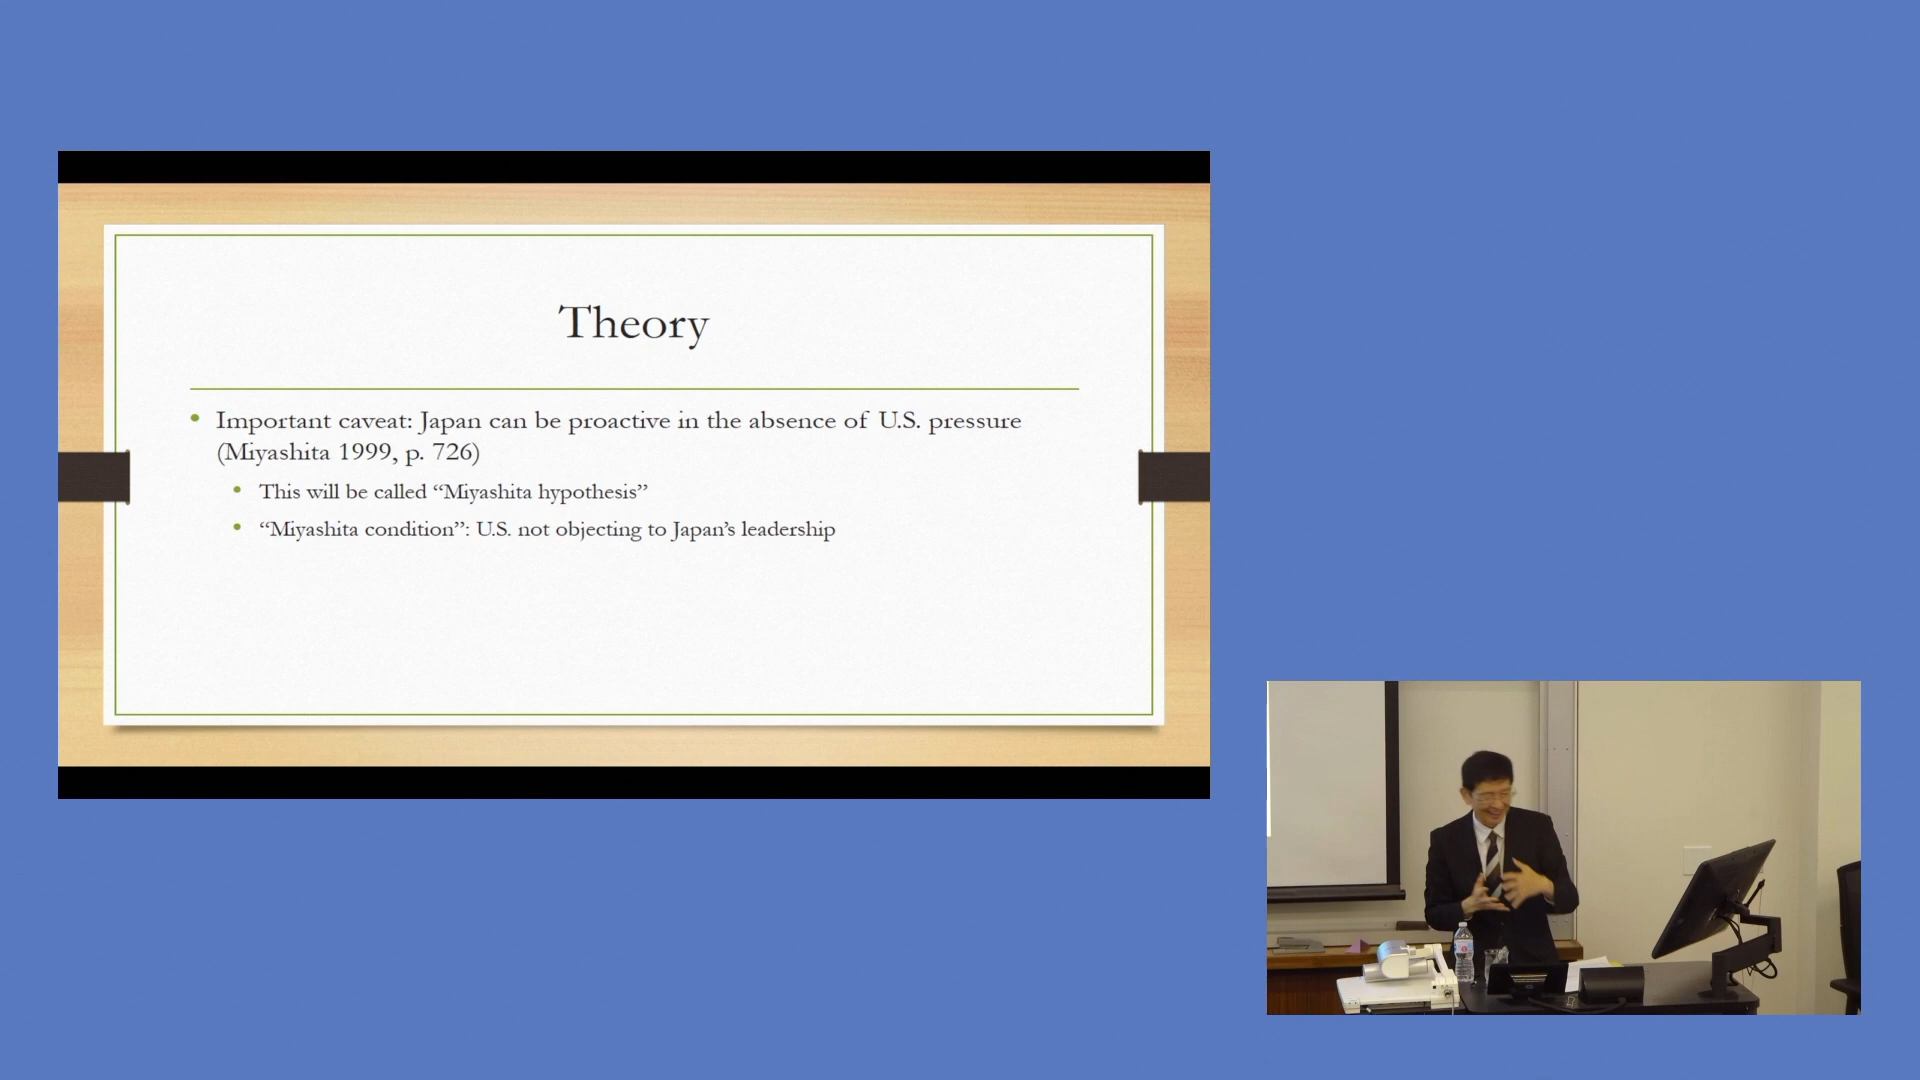 Theory
Important caveat: Japan can be proactive in the absence of U.S. pressure
(Miyashita 1999, p. 726)
This will be called “Miyashita hypothesis”
“Miyashita condition”: U.S. not objecting to Japan’s leadership